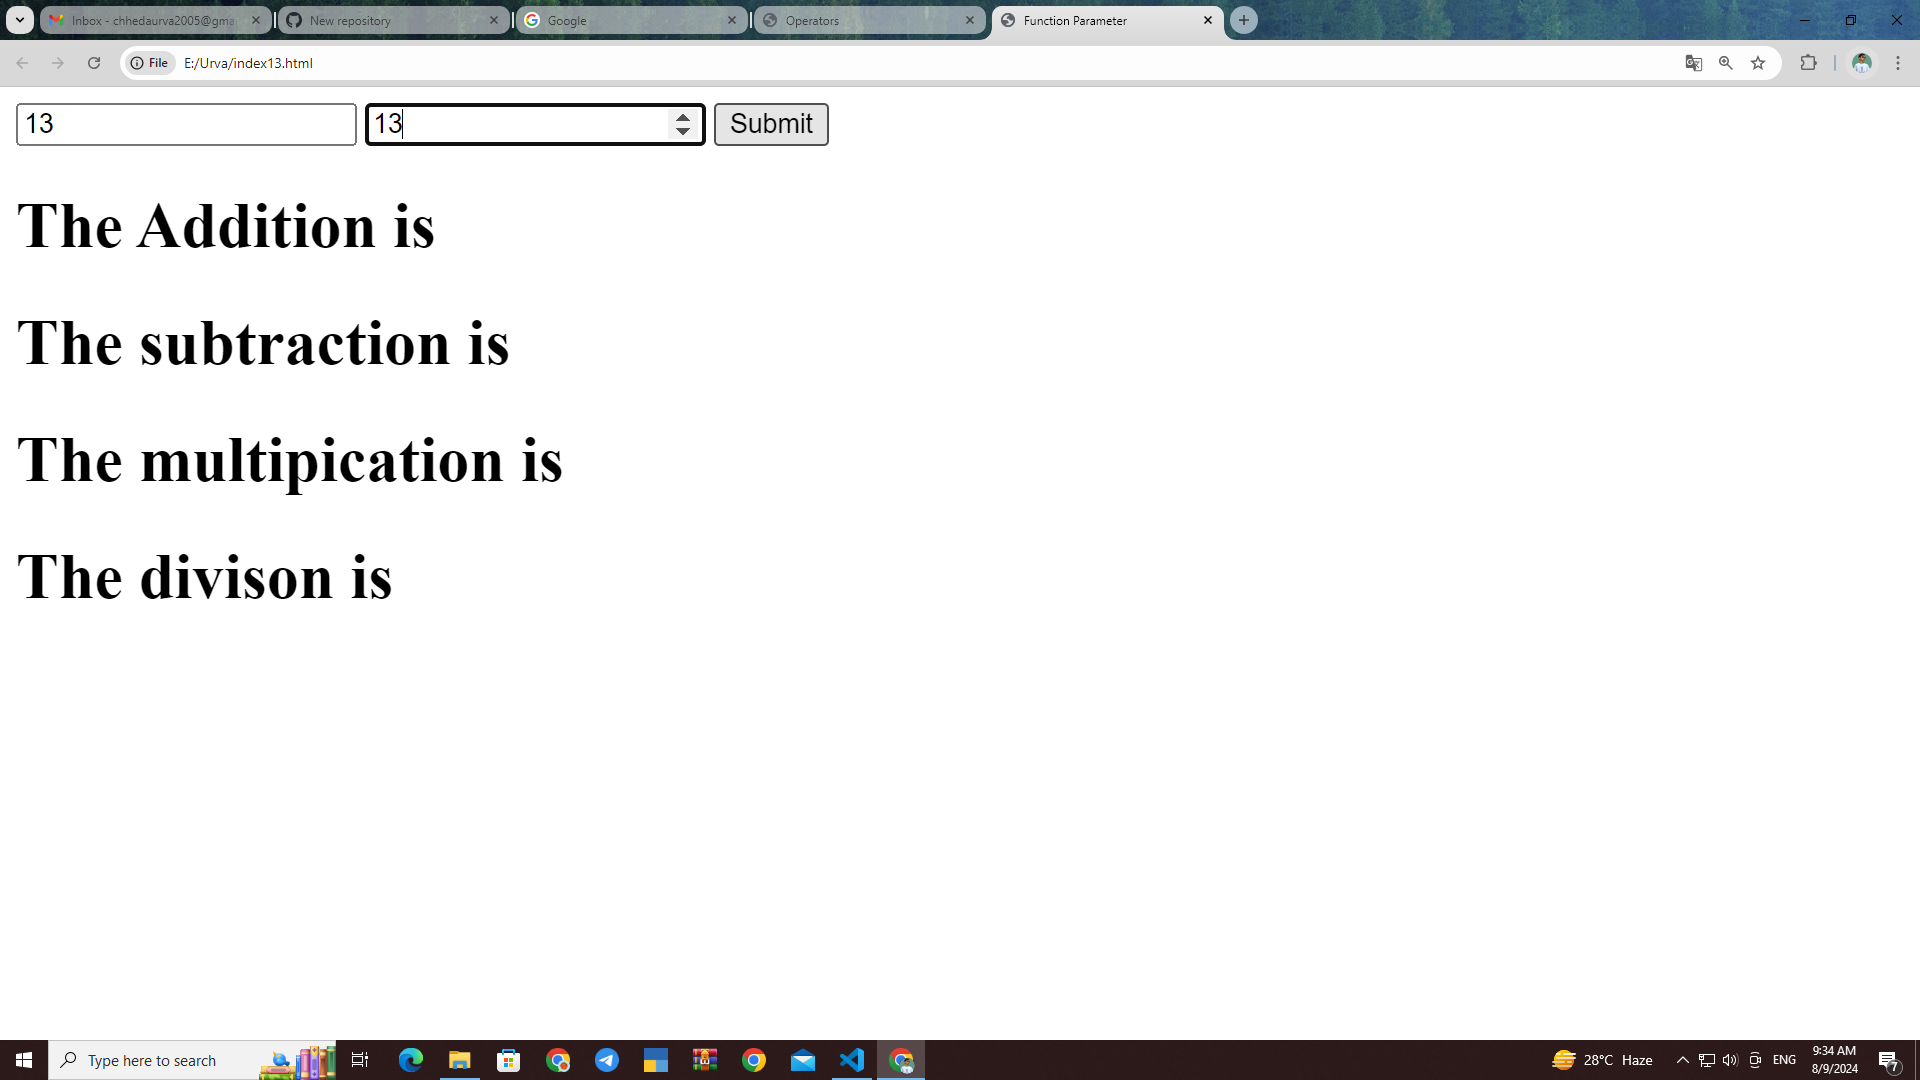 Inbox - chhedaurva2005@gma
New repository
Google
Operators
Function Parameter
File E:/Urva/index13.html
13 13 Submit
The Addition is
The subtraction is
The multipication is
The divison is
Type here to search
28°C Haze
ENG
9:34 AM
8/9/2024
7